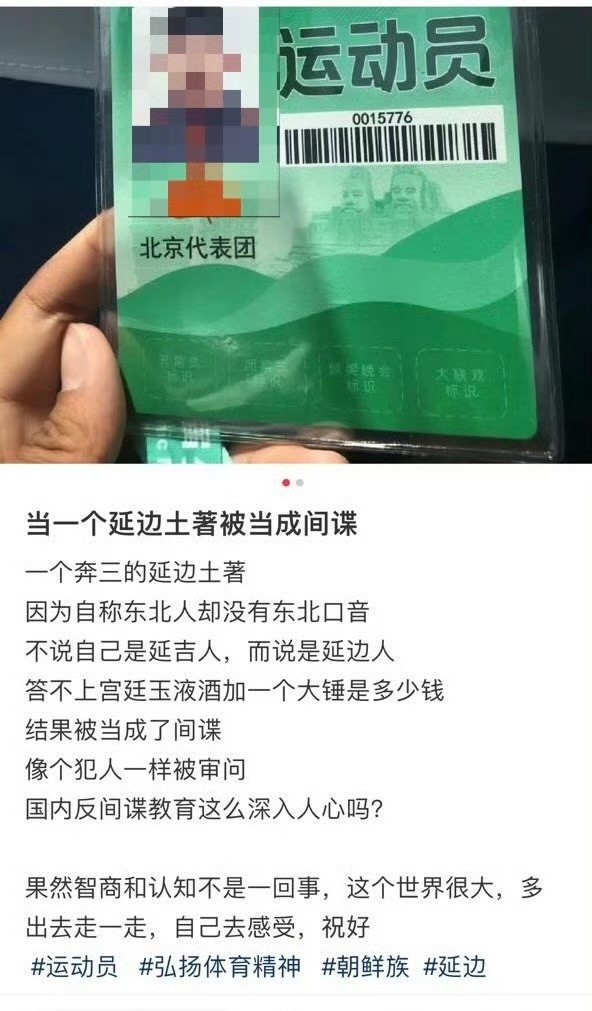 运动员
0015776
北京代表团
颁奖晚会
标识
大联欢
标识
当一个延边土著被当成间谍
一个奔三的延边土著
因为自称东北人却没有东北口音
不说自己是延吉人，而说是延边人
答不上宫廷玉液酒加一个大锤是多少钱
结果被当成了间谍
像个犯人一样被审问
国内反间谍教育这么深入人心吗？
果然智商和认知不是一回事，这个世界很大，多
出去走一走，自己去感受，祝好
#运动员 #弘扬体育精神 #朝鲜族 #延边